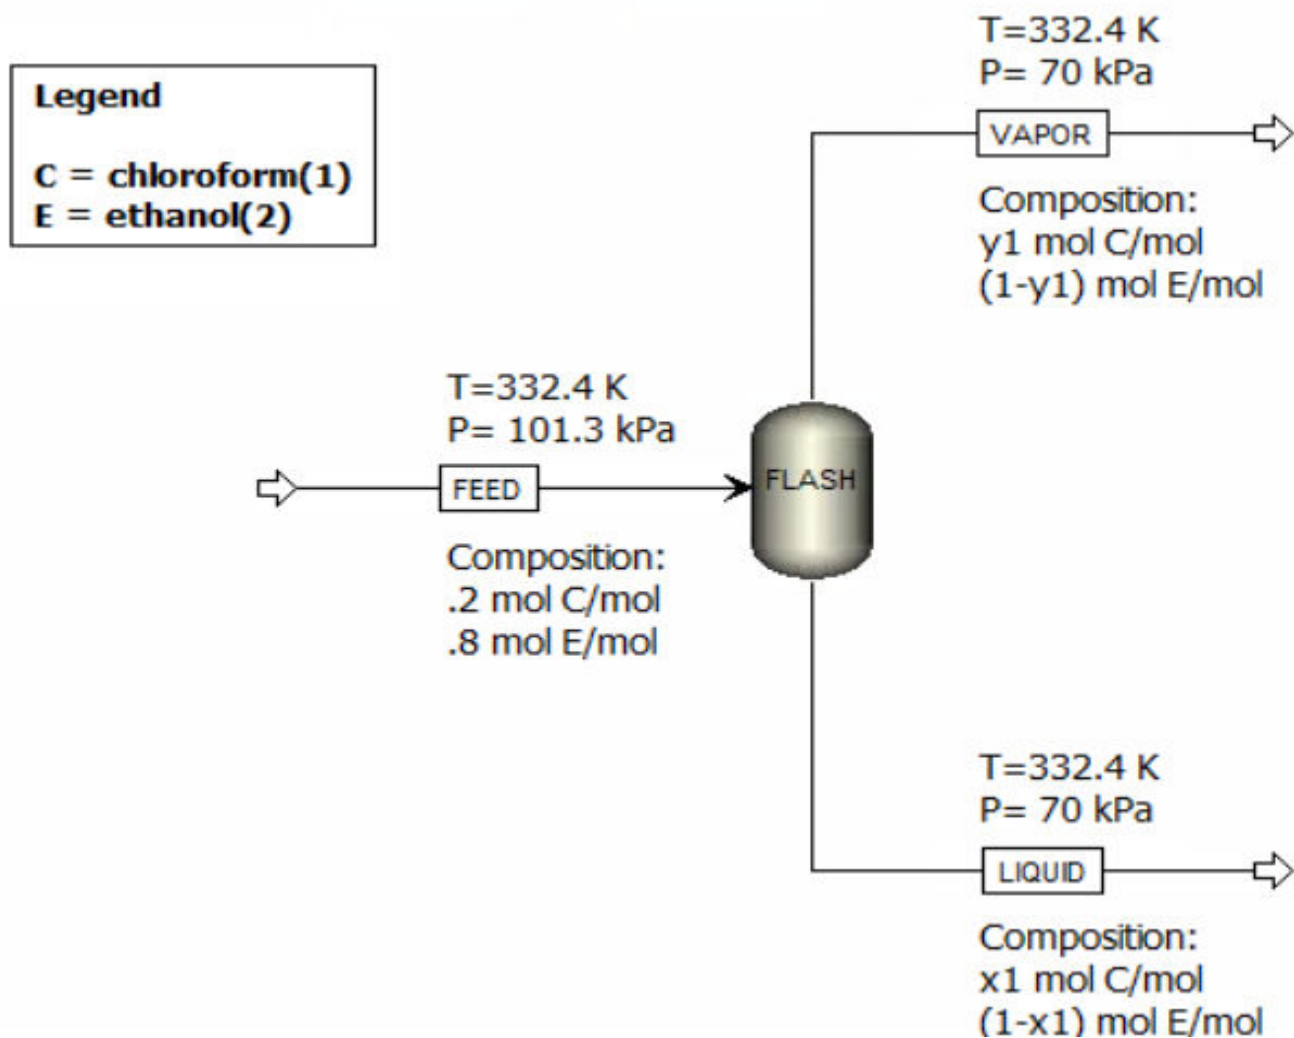 Legend
C = chloroform(1)
E = ethanol(2)
T=332.4 K
P= 70 kPa
VAPOR
Composition:
y1 mol C/mol
(1-y1) mol E/mol
T=332.4 K
P= 101.3 kPa
FEED
Composition:
.2 mol C/mol
.8 mol E/mol
FLASH
T=332.4 K
P= 70 kPa
LIQUID
Composition:
x1 mol C/mol
(1-x1) mol E/mol